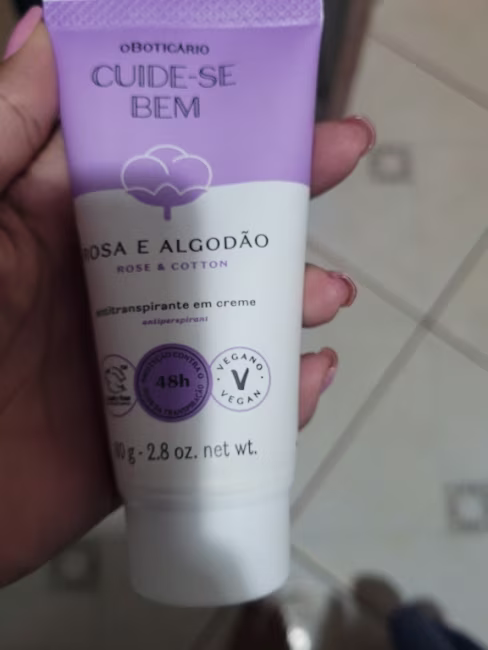 oBOTICÁRIO
CUIDE-SE
BEM
ROSA E ALGODÃO
ROSE & COTTON
antitranspirante em creme
antiperspirant
48h
VEGANO
V
VEGAN
g - 2.8 oz. net wt.